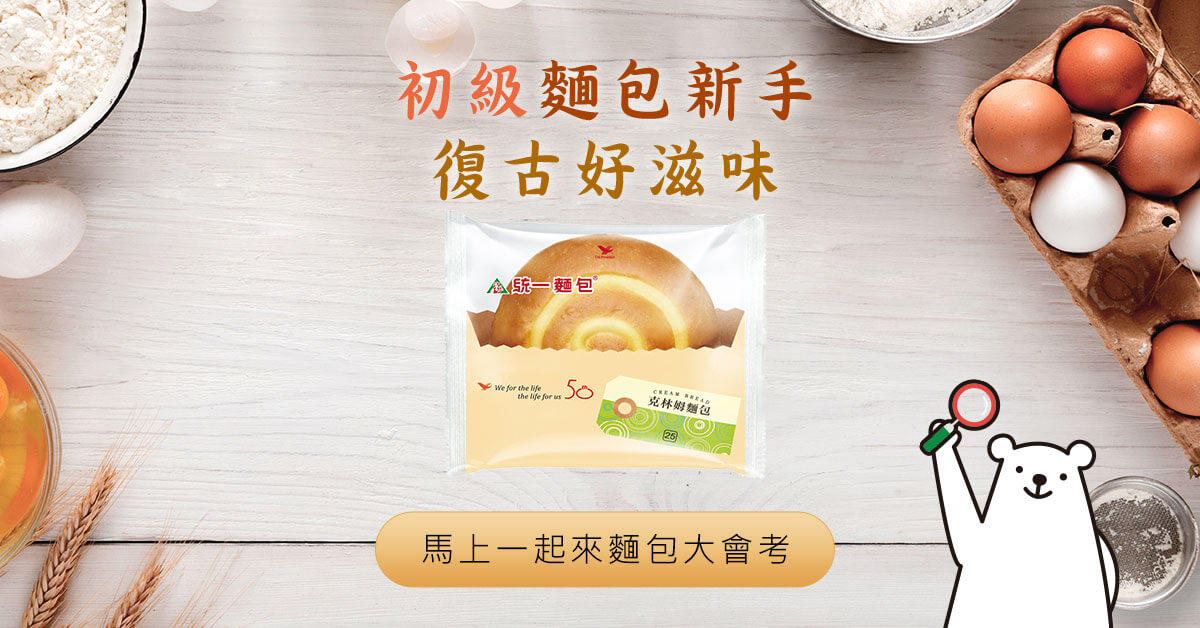 初級麵包新手
復古好滋味
統一麵包®
We for the life
the life for us
50
CREAM BREAD
克林姆麵包
26
馬上一起來麵包大會考